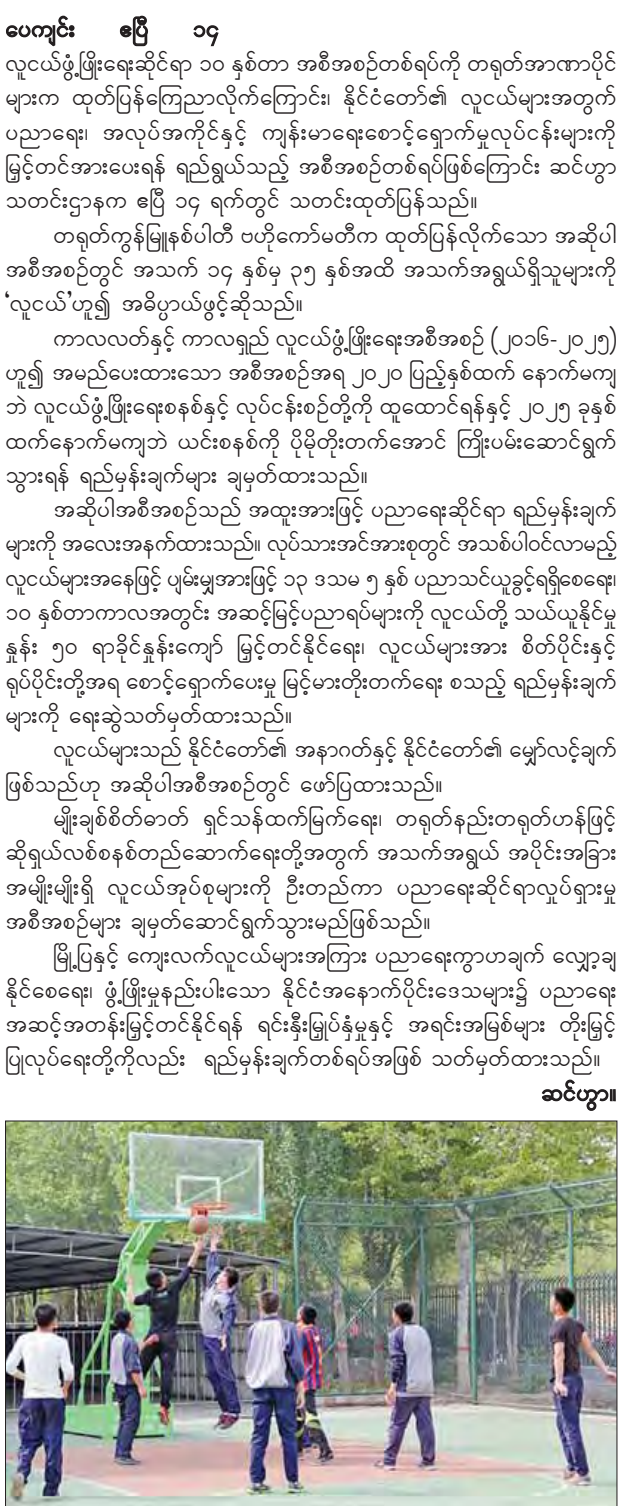 ပေကျင်း ဧပြီ ၁၄
လူငယ်ဖွံ့ဖြိုးရေးဆိုင်ရာ ၁၀ နှစ်တာ အစီအစဉ်တစ်ရပ်ကို တရုတ်အာဏာပိုင်
များက ထုတ်ပြန်ကြေညာလိုက်ကြောင်း၊ နိုင်ငံတော်၏ လူငယ်များအတွက်
ပညာရေး၊ အလုပ်အကိုင်နှင့် ကျန်းမာရေးစောင့်ရှောက်မှုလုပ်ငန်းများကို
မြှင့်တင်အားပေးရန် ရည်ရွယ်သည့် အစီအစဉ်တစ်ရပ်ဖြစ်ကြောင်း ဆင်ဟွာ
သတင်းဌာနက ဧပြီ ၁၄ ရက်တွင် သတင်းထုတ်ပြန်သည်။
တရုတ်ကွန်မြူနစ်ပါတီ ဗဟိုကော်မတီက ထုတ်ပြန်လိုက်သော အဆိုပါ
အစီအစဉ်တွင် အသက် ၁၄ နှစ်မှ ၃၅ နှစ်အထိ အသက်အရွယ်ရှိသူများကို
‘လူငယ်’ဟူ၍ အဓိပ္ပာယ်ဖွင့်ဆိုသည်။
ကာလလတ်နှင့် ကာလရှည် လူငယ်ဖွံ့ဖြိုးရေးအစီအစဉ် (၂၀၁၆-၂၀၂၅)
ဟူ၍ အမည်ပေးထားသော အစီအစဉ်အရ ၂၀၂၀ ပြည့်နှစ်ထက် နောက်မကျ
ဘဲ လူငယ်ဖွံ့ဖြိုးရေးစနစ်နှင့် လုပ်ငန်းစဉ်တို့ကို ထူထောင်ရန်နှင့် ၂၀၂၅ ခုနှစ်
ထက်နောက်မကျဘဲ ယင်းစနစ်ကို ပိုမိုတိုးတက်အောင် ကြိုးပမ်းဆောင်ရွက်
သွားရန် ရည်မှန်းချက်များ ချမှတ်ထားသည်။
အဆိုပါအစီအစဉ်သည် အထူးအားဖြင့် ပညာရေးဆိုင်ရာ ရည်မှန်းချက်
များကို အလေးအနက်ထားသည်။ လုပ်သားအင်အားစုတွင် အသစ်ပါဝင်လာမည့်
လူငယ်များအနေဖြင့် ပျမ်းမျှအားဖြင့် ၁၃ ဒသမ ၅ နှစ် ပညာသင်ယူခွင့်ရရှိစေရေး၊
၁၀ နှစ်တာကာလအတွင်း အဆင့်မြင့်ပညာရပ်များကို လူငယ်တို့ သယ်ယူနိုင်မှု
နှုန်း ၅၀ ရာခိုင်နှုန်းကျော် မြှင့်တင်နိုင်ရေး၊ လူငယ်များအား စိတ်ပိုင်းနှင့်
ရုပ်ပိုင်းတို့အရ စောင့်ရှောက်ပေးမှု မြင့်မားတိုးတက်ရေး စသည့် ရည်မှန်းချက်
များကို ရေးဆွဲသတ်မှတ်ထားသည်။
လူငယ်များသည် နိုင်ငံတော်၏ အနာဂတ်နှင့် နိုင်ငံတော်၏ မျှော်လင့်ချက်
ဖြစ်သည်ဟု အဆိုပါအစီအစဉ်တွင် ဖော်ပြထားသည်။
မျိုးချစ်စိတ်ဓာတ် ရှင်သန်ထက်မြက်ရေး၊ တရုတ်နည်းတရုတ်ဟန်ဖြင့်
ဆိုရှယ်လစ်စနစ်တည်ဆောက်ရေးတို့အတွက် အသက်အရွယ် အပိုင်းအခြား
အမျိုးမျိုးရှိ လူငယ်အုပ်စုများကို ဦးတည်ကာ ပညာရေးဆိုင်ရာလှုပ်ရှားမှု
အစီအစဉ်များ ချမှတ်ဆောင်ရွက်သွားမည်ဖြစ်သည်။
မြို့ပြနှင့် ကျေးလက်လူငယ်များအကြား ပညာရေးကွာဟချက် လျှော့ချ
နိုင်စေရေး၊ ဖွံ့ဖြိုးမှုနည်းပါးသော နိုင်ငံအနောက်ပိုင်းဒေသများ၌ ပညာရေး
အဆင့်အတန်းမြှင့်တင်နိုင်ရန် ရင်းနှီးမြှုပ်နှံမှုနှင့် အရင်းအမြစ်များ တိုးမြှင့်
ပြုလုပ်ရေးတို့ကိုလည်း ရည်မှန်းချက်တစ်ရပ်အဖြစ် သတ်မှတ်ထားသည်။
ဆင်ဟွာ။